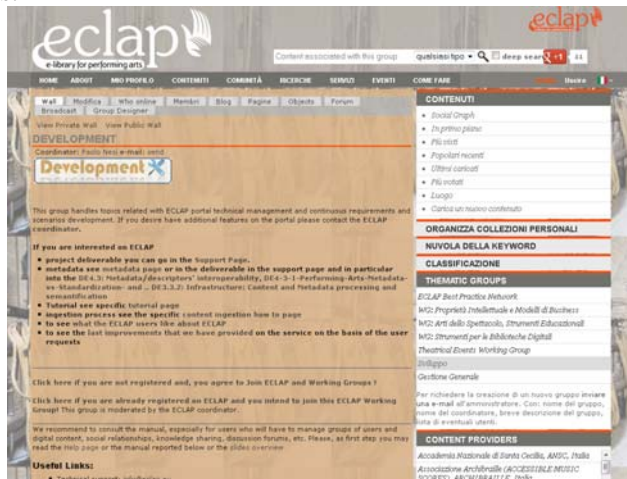 eclap
e-library for performing arts
eclap
Content associated with this group
qualsiasi tipo
deep sear
+1
HOME ABOUT MIO PROFILO CONTENUTI COMUNITÀ RICERCHE SERVIZI EVENTI COME FARE
Wall Modifica Who online Membri Blog Pagine Objects Forum
Broadcast Group Designer
View Private Wall View Public Wall
DEVELOPMENT
Coordinator: Paolo Nesi e-mail: send
Development
This group handles topics related with ECLAP portal technical management and continuous requirements and
scenarios development. If you desire have additional features on the portal please contact the ECLAP
coordinator.
If you are interested on ECLAP
project deliverable you can go in the Support Page.
metadata see metadata page or in the deliverable in the support page and in particular
into the DE4.3: Metadata/descriptors' interoperability, DE4-3-1-Performing-Arts-Metadata-
vs-Standardization- and .. DE3.3.2: Infrastructure: Content and Metadata processing and
semantification
Tutorial see specific tutorial page
ingestion process see the specific content ingestion how to page
to see what the ECLAP users like about ECLAP
to see the last improvements that we have provided on the service on the basis of the user
requests
Click here if you are not registered and, you agree to Join ECLAP and Working Groups !
Click here if you are already registered on ECLAP and you intend to join this ECLAP Working
Group! This group is moderated by the ECLAP coordinator.
We recommend to consult the manual, especially for users who will have to manage groups of users and
digital content, social relationships, knowledge sharing, discussion forums, etc. Please, as first step you may
read the Help page or the manual reported below or the slides overview
Useful Links:
CONTENUTI
Social Graph
In primo piano
Più visti
Popolari recenti
Ultimi caricati
Più votati
Luogo
Carica un nuovo contenuto
ORGANIZZA COLLEZIONI PERSONALI
NUVOLA DELLA KEYWORD
CLASSIFICAZIONE
THEMATIC GROUPS
ECLAP Best Practice Network
WG: Proprietà Intellettuale e Modelli di Business
WG: Arti dello Spettacolo, Strumenti Educazionali
WG: Strumenti per le Biblioteche Digitali
Theatrical Events Working Group
Sviluppo
Gestione Generale
Per richiedere la creazione di un nuovo gruppo inviare
una e-mail all'amministratore. Con: nome del gruppo,
nome del coordinatore, breve descrizione del gruppo,
lista di eventuali utenti.
CONTENT PROVIDERS
Accademia Nazionale di Santa Cecilia, ANSC, Italia
Associazione Archibraille (ACCESSIBLE MUSIC
SCORES), ARCHIBRAILLE, Italia